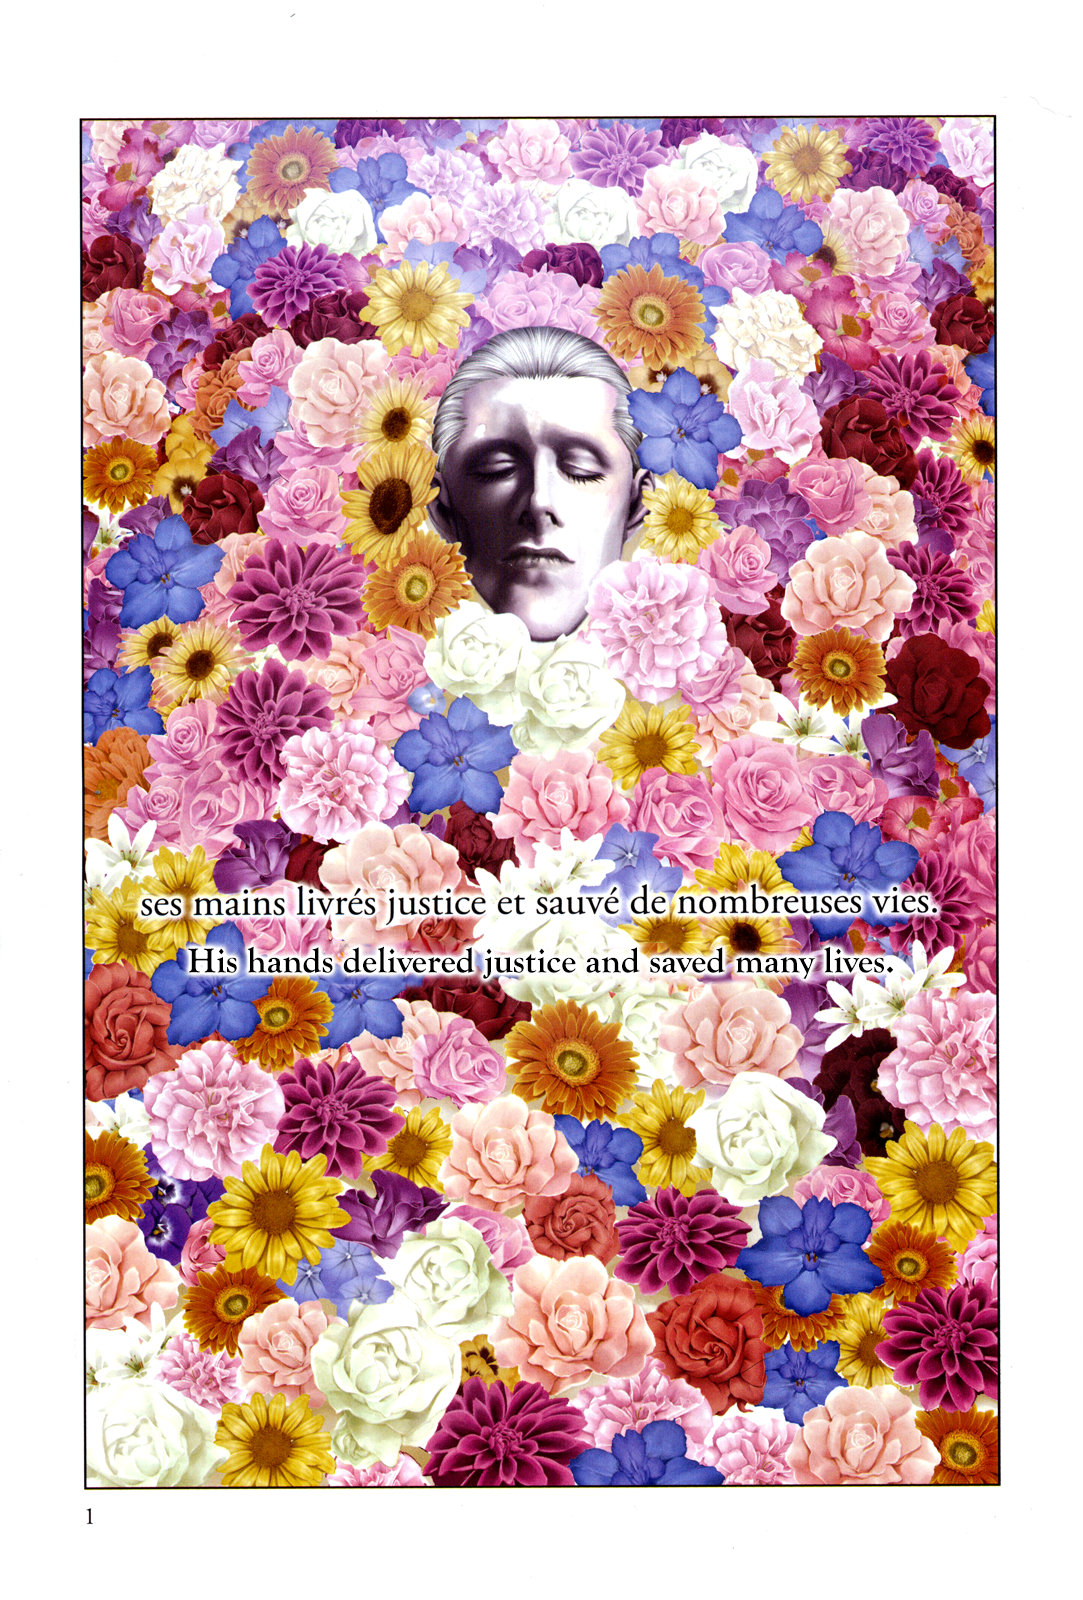 ses mains livrés justice et sauvé de nombreuses vies.
His hands delivered justice and saved many lives.
1